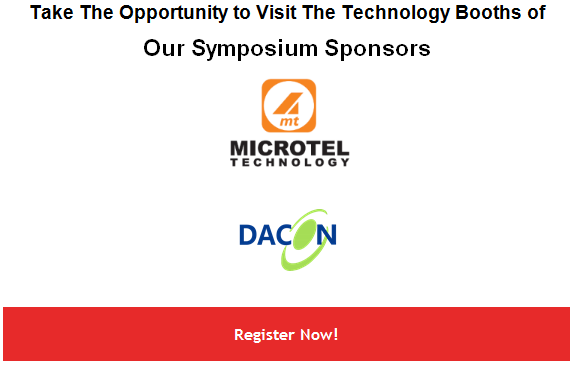 Take The Opportunity to Visit The Technology Booths of
Our Symposium Sponsors
mt
MICROTEL
TECHNOLOGY
DACON
Register Now!